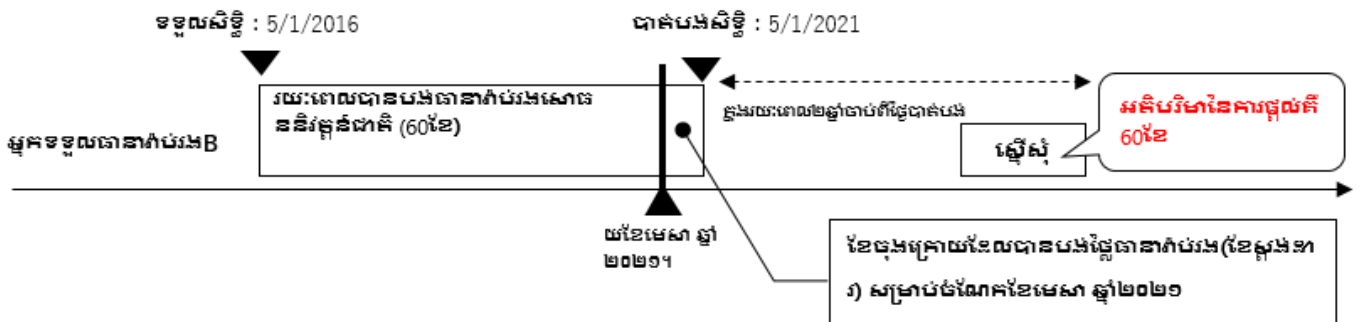 ទទួលសិទ្ធិ : 5/1/2016
បាត់បង់សិទ្ធិ : 5/1/2021
រយៈពេលបានបង់ធានារ៉ាប់រងសោធ
ននិវត្តន៍ជាតិ (60ខែ)
ក្នុងរយៈពេល២ឆ្នាំចាប់ពីថ្ងៃបាត់បង់
អតិបរិមានៃការផ្តល់គឺ
60ខែ
អ្នកទទួលធានារ៉ាប់រងB
ស្នើសុំ
យខែមេសា ឆ្នាំ
២០២១។
ខែចុងក្រោយដែលបានបង់ថ្លៃធានារ៉ាប់រង(ខែស្តង់ដា
រ) សម្រាប់ចំណែកខែមេសា ឆ្នាំ២០២១